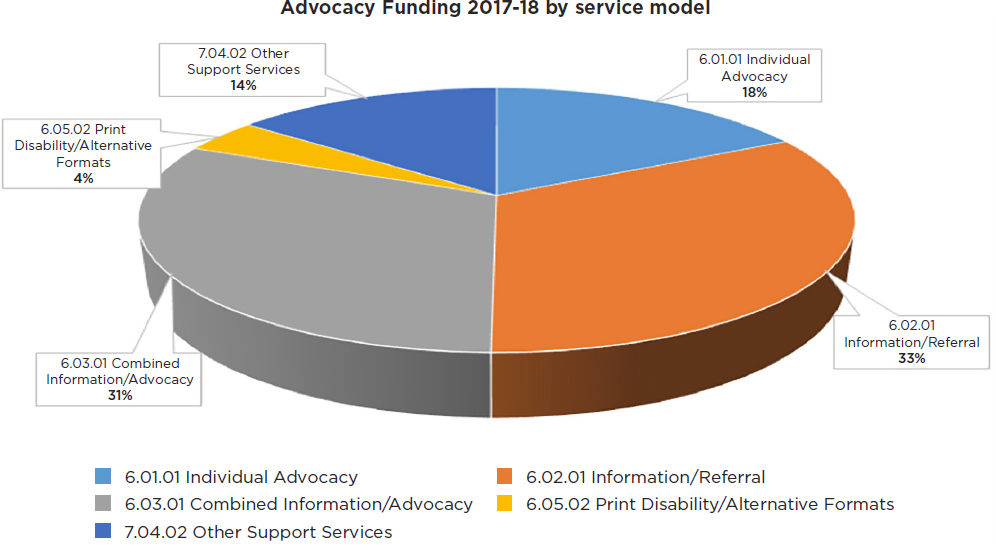 Advocacy Funding 2017-18 by service model
7.04.02 Other
Support Services
14%
6.01.01 Individual
Advocacy
18%
6.05.02 Print
Disability/Alternative
Formats
4%
6.02.01
Information/Referral
33%
6.03.01 Combined
Information/Advocacy
31%
6.01.01 Individual Advocacy
6.02.01 Information/Referral
6.03.01 Combined Information/Advocacy
6.05.02 Print Disability/Alternative Formats
7.04.02 Other Support Services